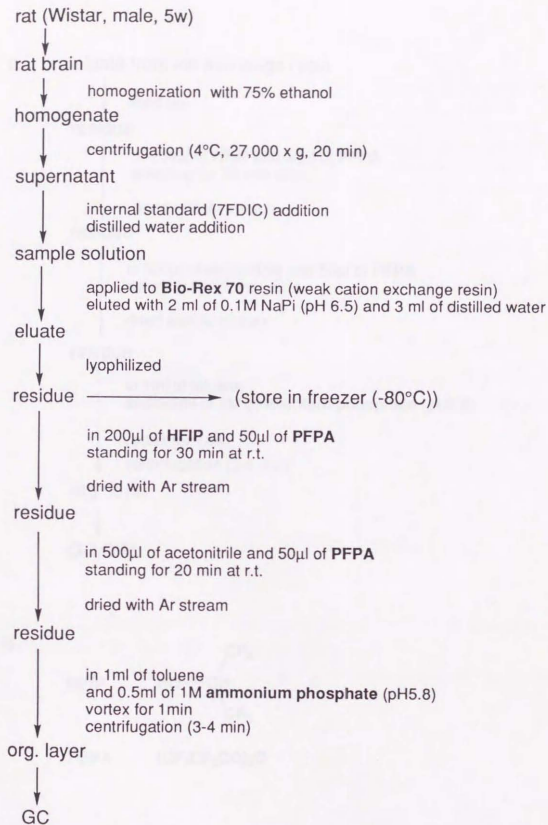 rat (Wistar, male, 5w)
rat brain
homogenization with 75% ethanol
homogenate
centrifugation (4°C, 27,000 x g, 20 min)
supernatant
internal standard (7FDIC) addition
distilled water addition
sample solution
applied to Bio-Rex 70 resin (weak cation exchange resin)
eluted with 2 ml of 0.1M NaPi (pH 6.5) and 3 ml of distilled water
eluate
lyophilized
residue
(store in freezer (-80°C))
in 200μl of HFIP and 50μl of PFPA
standing for 30 min at r.t.
dried with Ar stream
residue
in 500μl of acetonitrile and 50μl of PFPA
standing for 20 min at r.t.
dried with Ar stream
residue
in 1ml of toluene
and 0.5ml of 1M ammonium phosphate (pH5.8)
vortex for 1min
centrifugation (3-4 min)
org. layer
GC